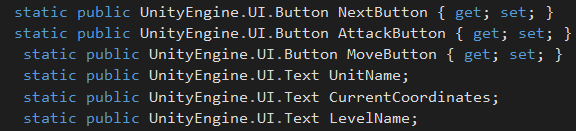 static public UnityEngine.UI.Button NextButton { get; set; }
static public UnityEngine.UI.Button AttackButton { get; set; }
static public UnityEngine.UI.Button MoveButton { get; set; }
static public UnityEngine.UI.Text UnitName;
static public UnityEngine.UI.Text CurrentCoordinates;
static public UnityEngine.UI.Text LevelName;